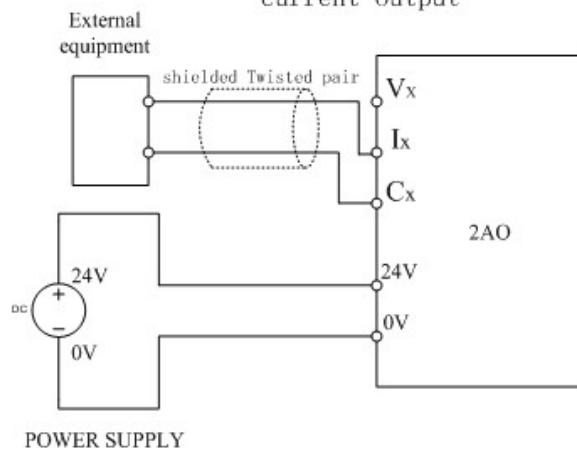 Current Output
External
equipment
shielded Twisted pair
Vx
Ix
Cx
2AO
24V
24V
DC
+
−
0V
0V
POWER SUPPLY